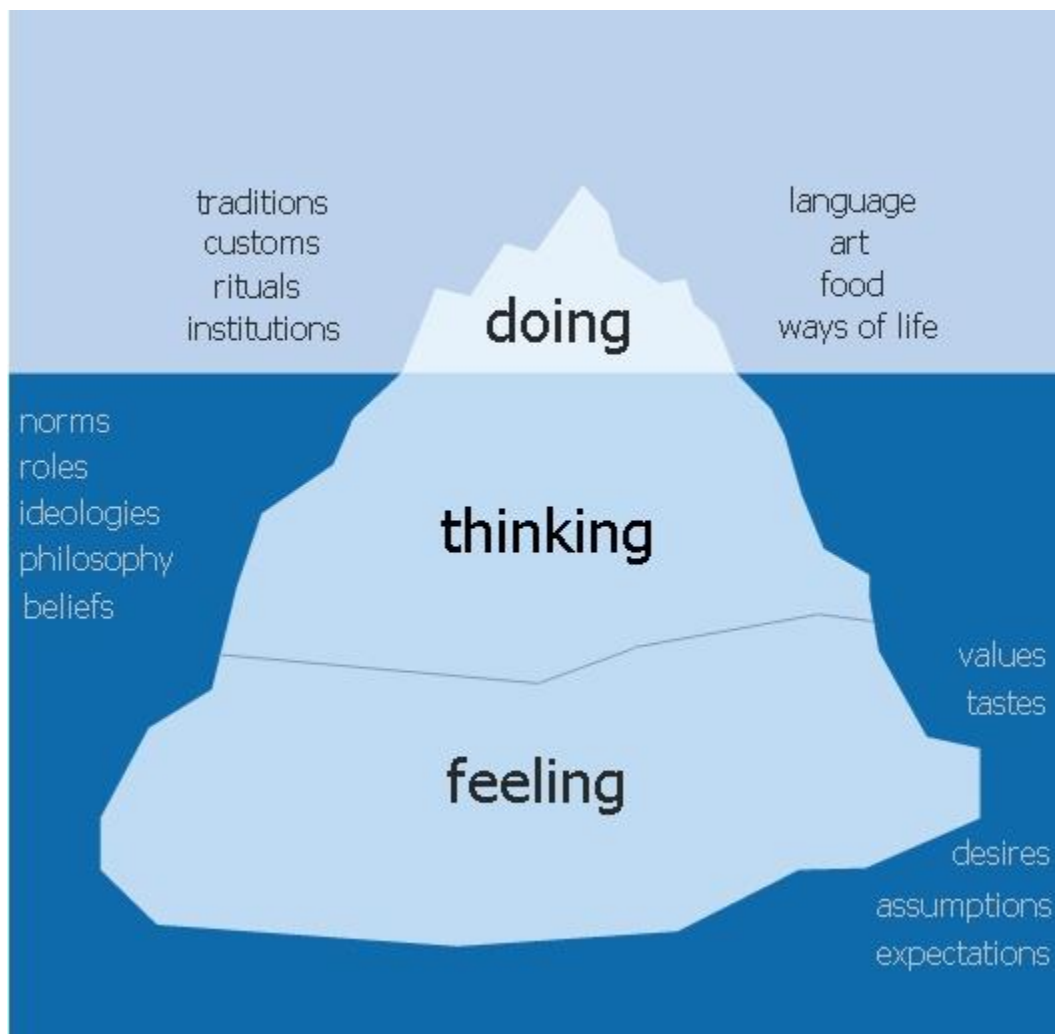 traditions
customs
rituals
institutions
language
art
food
ways of life
doing
norms
roles
ideologies
philosophy
beliefs
thinking
values
tastes
feeling
desires
assumptions
expectations